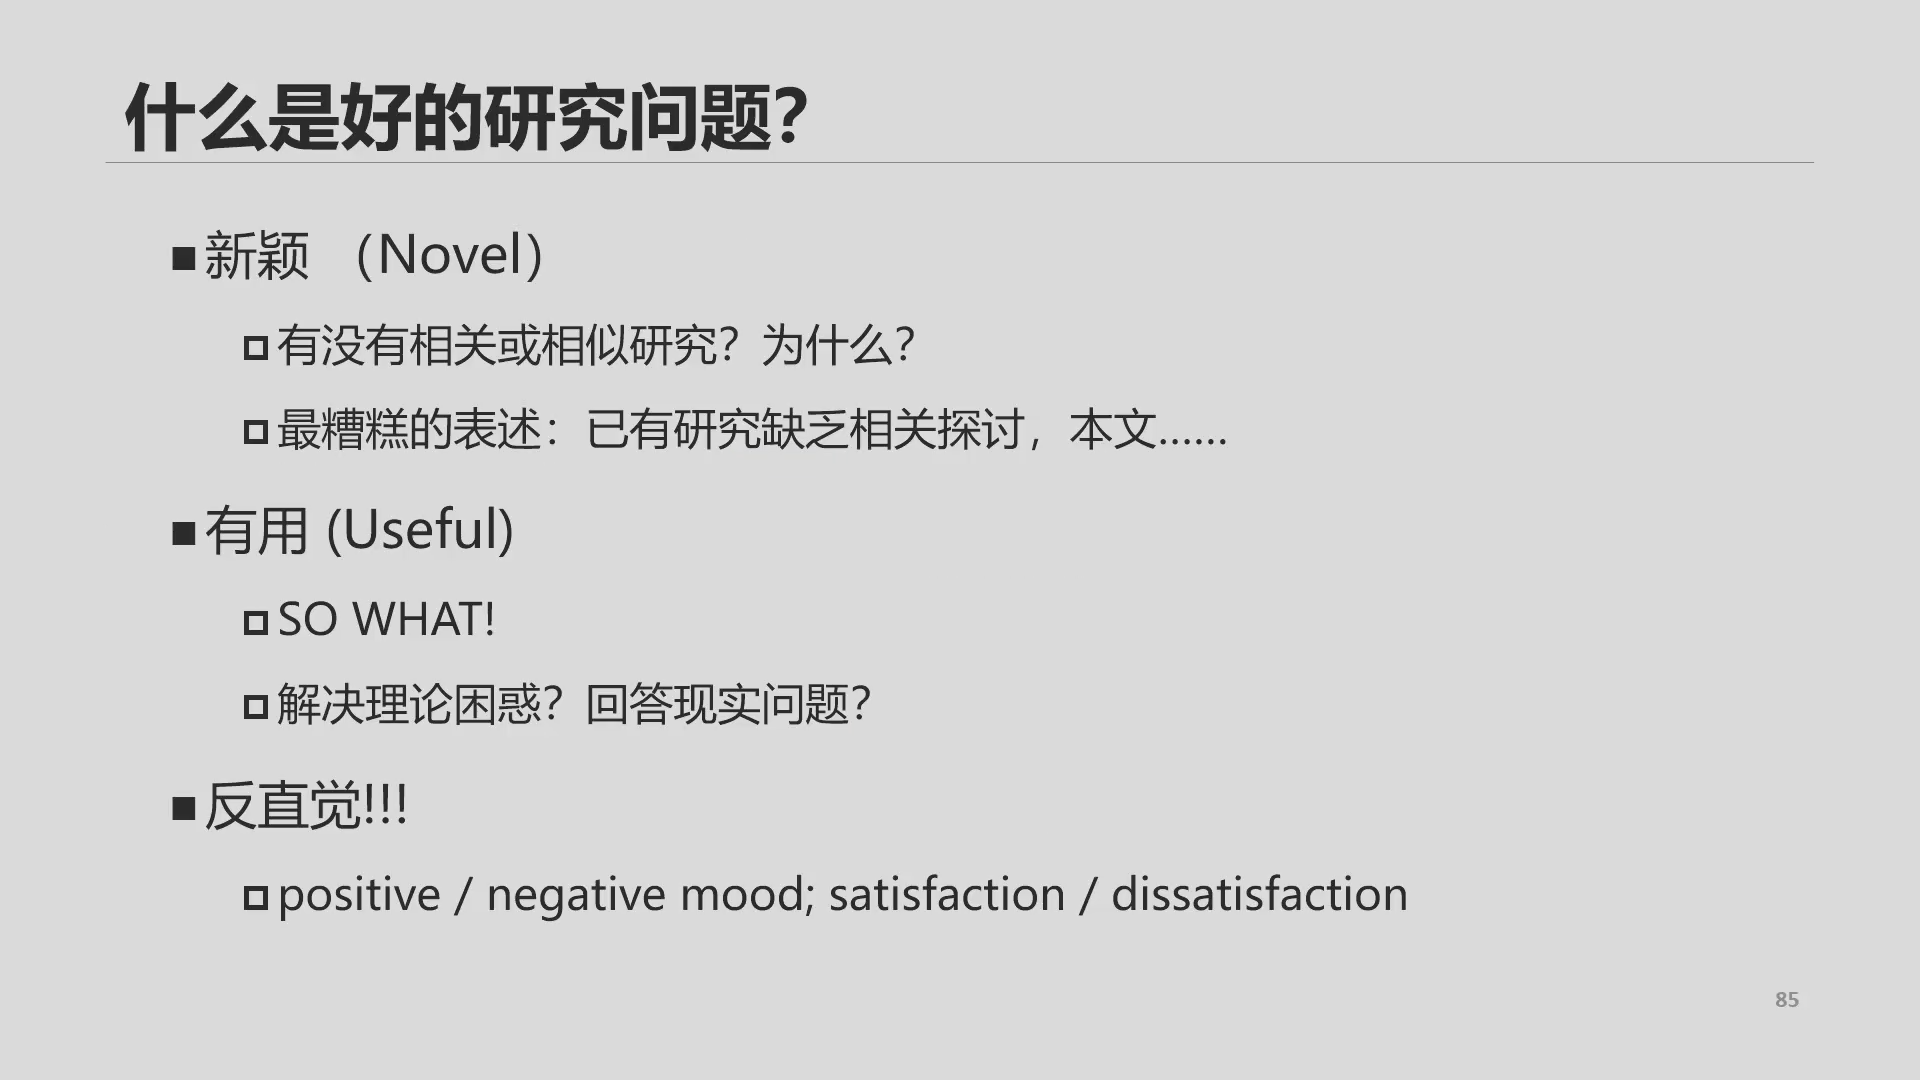 什么是好的研究问题?
■新颖 （Novel）
有没有相关或相似研究？为什么？
最糟糕的表述：已有研究缺乏相关探讨，本文……
■有用 (Useful)
SO WHAT!
解决理论困惑？回答现实问题？
■反直觉!!!
positive / negative mood; satisfaction / dissatisfaction
85